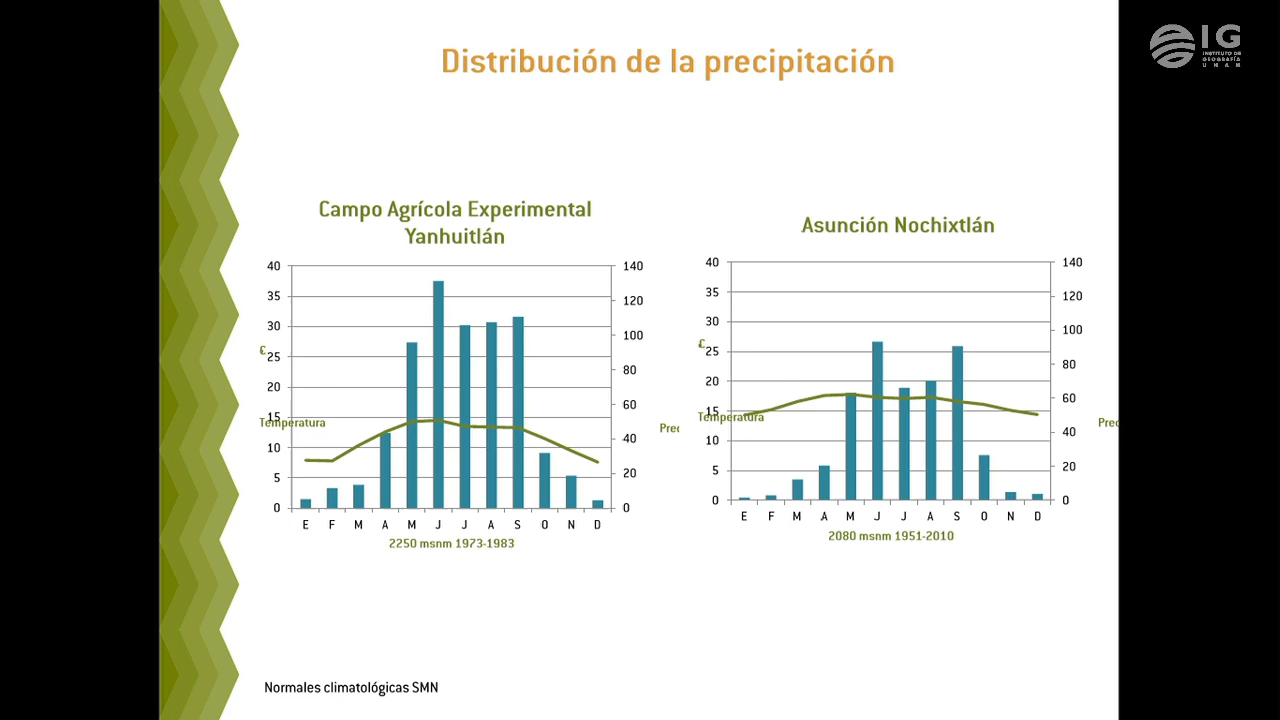 Distribución de la precipitación
IG
INSTITUTO DE
GEOGRAFÍA
UNAM
Campo Agrícola Experimental
Yanhuitlán
40
35
30
25
20
15
10
5
0
140
120
100
80
60
40
20
0
Temperatura
Prec
E F M A M J J A S O N D
2250 msnm 1973-1983
Asunción Nochixtlán
40
35
30
25
20
15
10
5
0
140
120
100
80
60
40
20
0
Temperatura
Prec
E F M A M J J A S O N D
2080 msnm 1951-2010
Normales climatológicas SMN